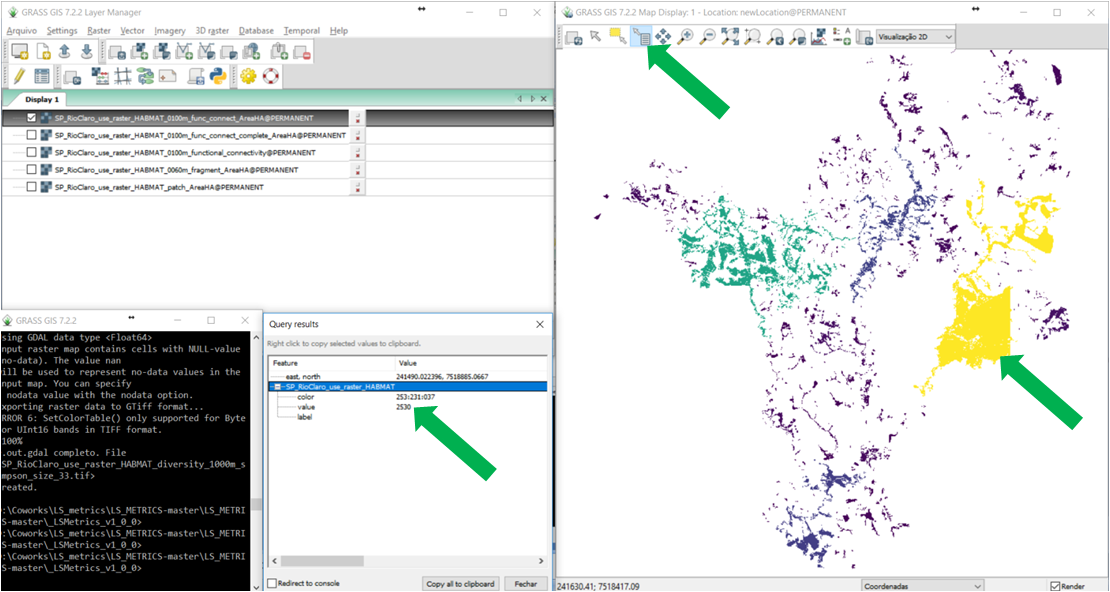 GRASS GIS 7.2.2 Layer Manager
Arquivo Settings Raster Vector Imagery 3D raster Database Temporal Help
Display 1
SP_RioClaro_use_raster_HABMAT_0100m_func_connect_AreaHA@PERMANENT
SP_RioClaro_use_raster_HABMAT_0100m_func_connect_complete_AreaHA@PERMANENT
SP_RioClaro_use_raster_HABMAT_0100m_functional_connectivity@PERMANENT
SP_RioClaro_use_raster_HABMAT_0060m_fragment_AreaHA@PERMANENT
SP_RioClaro_use_raster_HABMAT_patch_AreaHA@PERMANENT
GRASS GIS 7.2.2
sing GDAL data type <Float64>
nput raster map contains cells with NULL-value
no-data). The value nan
ill be used to represent no-data values in the
nput map. You can specify
nodata value with the nodata option.
xporting raster data to GTiff format...
RROR 6: SetColorTable() only supported for Byte
or UInt16 bands in TIFF format.
100%
.out.gdal completo. File
SP_RioClaro_use_raster_HABMAT_diversity_1000m_s
mpson_size_33.tif>
reated.
:\Coworks\LS_metrics\LS_METRICS-master\LS_METRI
S-master\_LSMetrics_v1_0_0>
:\Coworks\LS_metrics\LS_METRICS-master\LS_METRI
S-master\_LSMetrics_v1_0_0>
:\Coworks\LS_metrics\LS_METRICS-master\LS_METRI
S-master\_LSMetrics_v1_0_0>
Query results
Right click to copy selected values to clipboard.
Feature Value
east, north 241490.022396, 7518885.0667
SP_RioClaro_use_raster_HABMAT
color 253:231:037
value 2530
label
Redirect to console Copy all to clipboard Fechar
GRASS GIS 7.2.2 Map Display: 1 - Location: newLocation@PERMANENT
Visualização 2D
241630.41; 7518417.09 Coordenadas Render